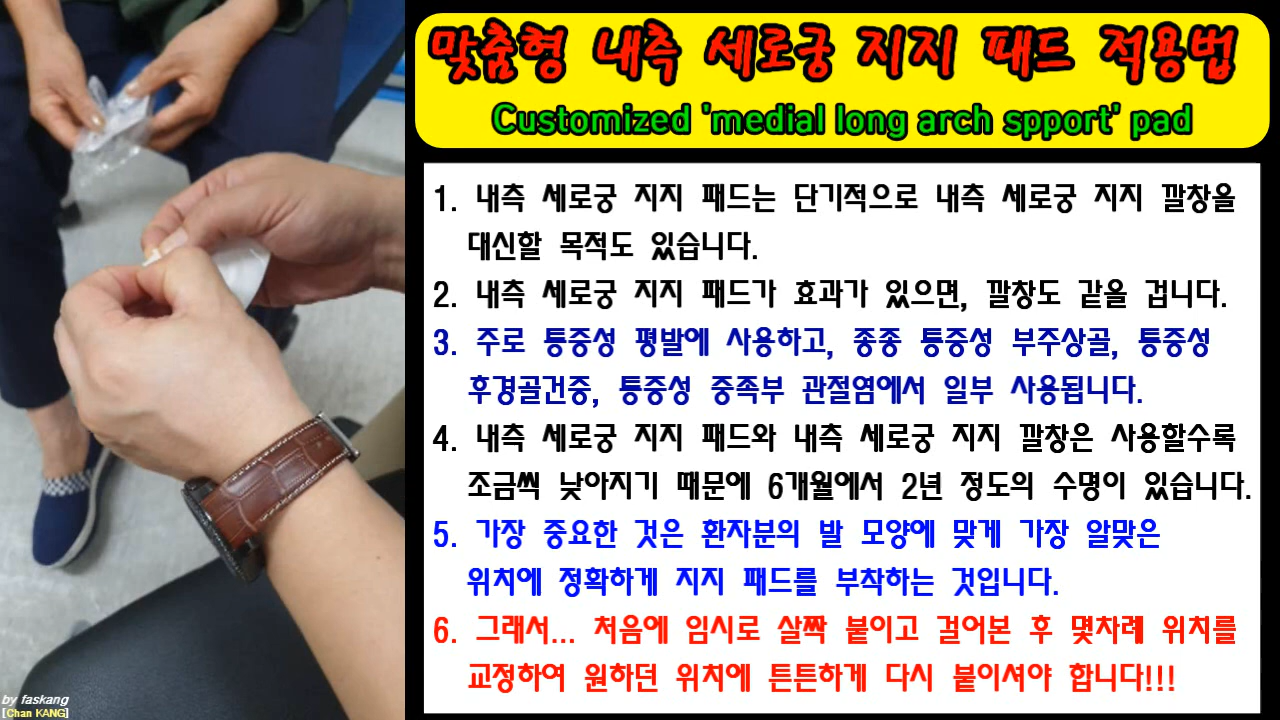 맞춤형 내측 세로궁 지지 패드 적용법
Customized 'medial long arch spport' pad
1. 내측 세로궁 지지 패드는 단기적으로 내측 세로궁 지지 깔창을
대신할 목적도 있습니다.
2. 내측 세로궁 지지 패드가 효과가 있으면, 깔창도 같을 겁니다.
3. 주로 통증성 평발에 사용하고, 종종 통증성 부주상골, 통증성
후경골건증, 통증성 중족부 관절염에서 일부 사용됩니다.
4. 내측 세로궁 지지 패드와 내측 세로궁 지지 깔창은 사용할수록
조금씩 낮아지기 때문에 6개월에서 2년 정도의 수명이 있습니다.
5. 가장 중요한 것은 환자분의 발 모양에 맞게 가장 알맞은
위치에 정확하게 지지 패드를 부착하는 것입니다.
6. 그래서... 처음에 임시로 살짝 붙이고 걸어본 후 몇차례 위치를
교정하여 원하던 위치에 튼튼하게 다시 붙이셔야 합니다!!!
by faskang
[Chan KANG]